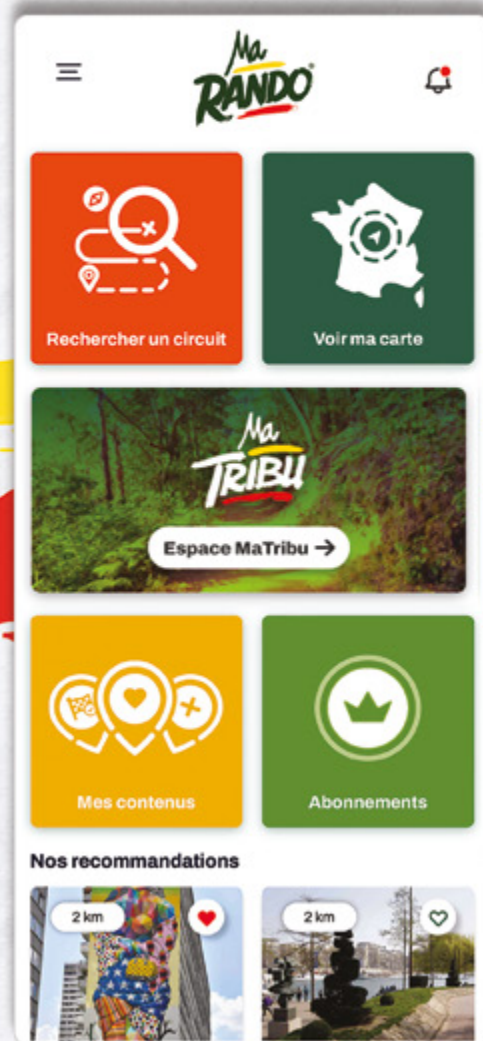 Ma
RANDO
Rechercher un circuit
Voir ma carte
Ma
TRIBU
Espace MaTribu →
Mes contenus
Abonnements
Nos recommandations
2 km
2 km